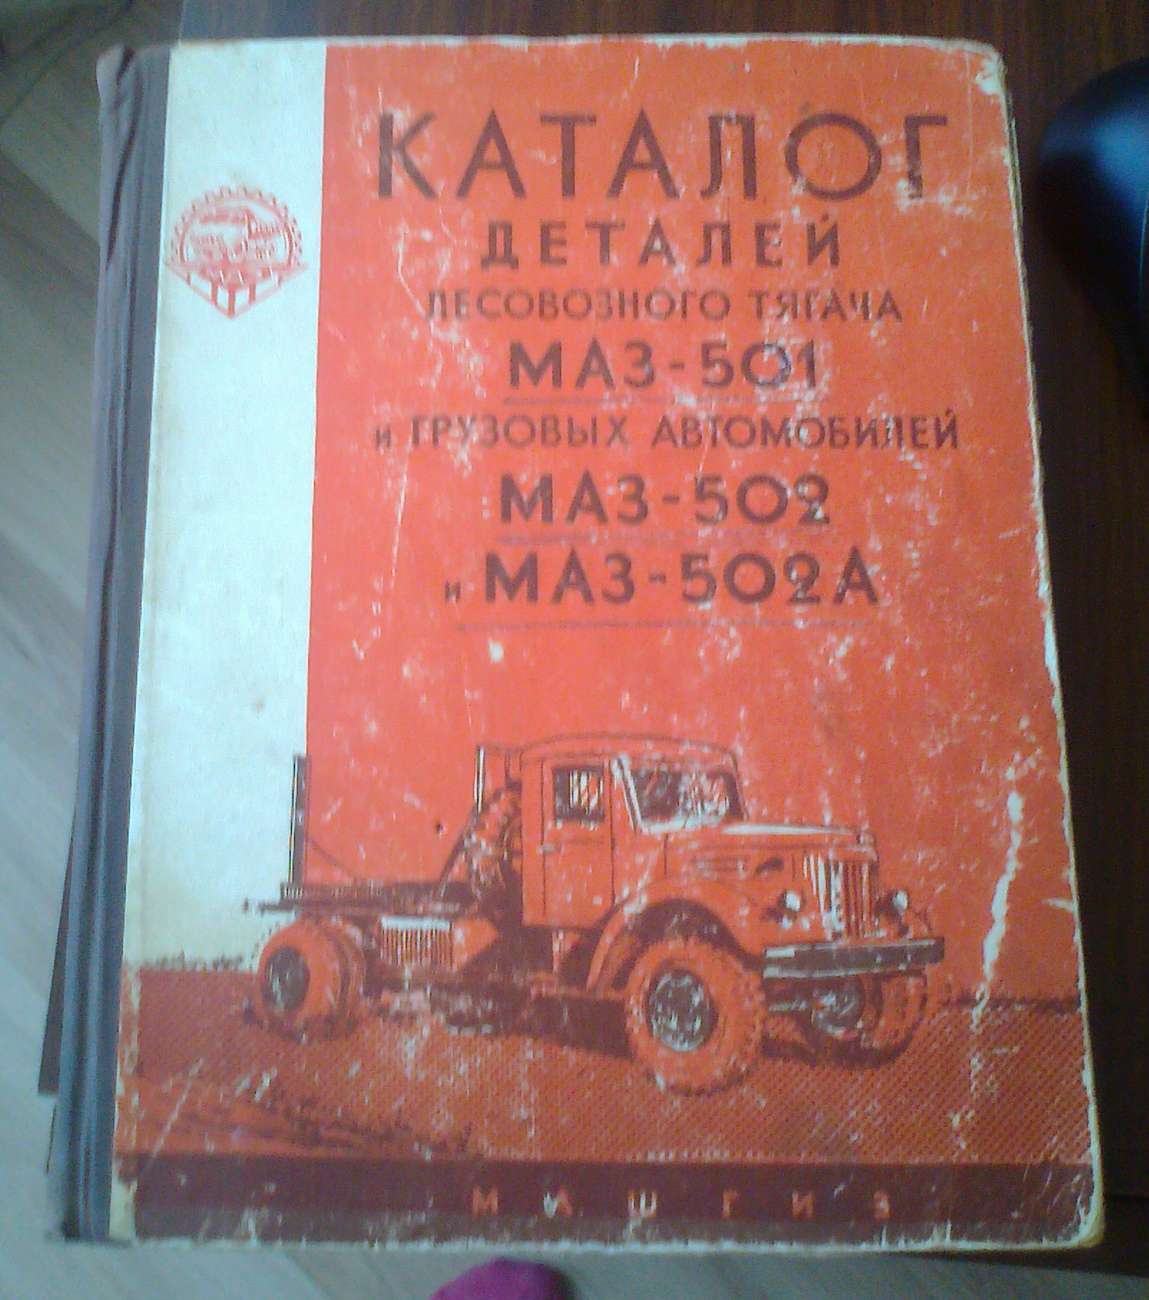 КАТАЛОГ
ДЕТАЛЕЙ
ЛЕСОВОЗНОГО ТЯГАЧА
МАЗ-501
и ГРУЗОВЫХ АВТОМОБИЛЕЙ
МАЗ-502
и МАЗ-502А
МАШГИЗ